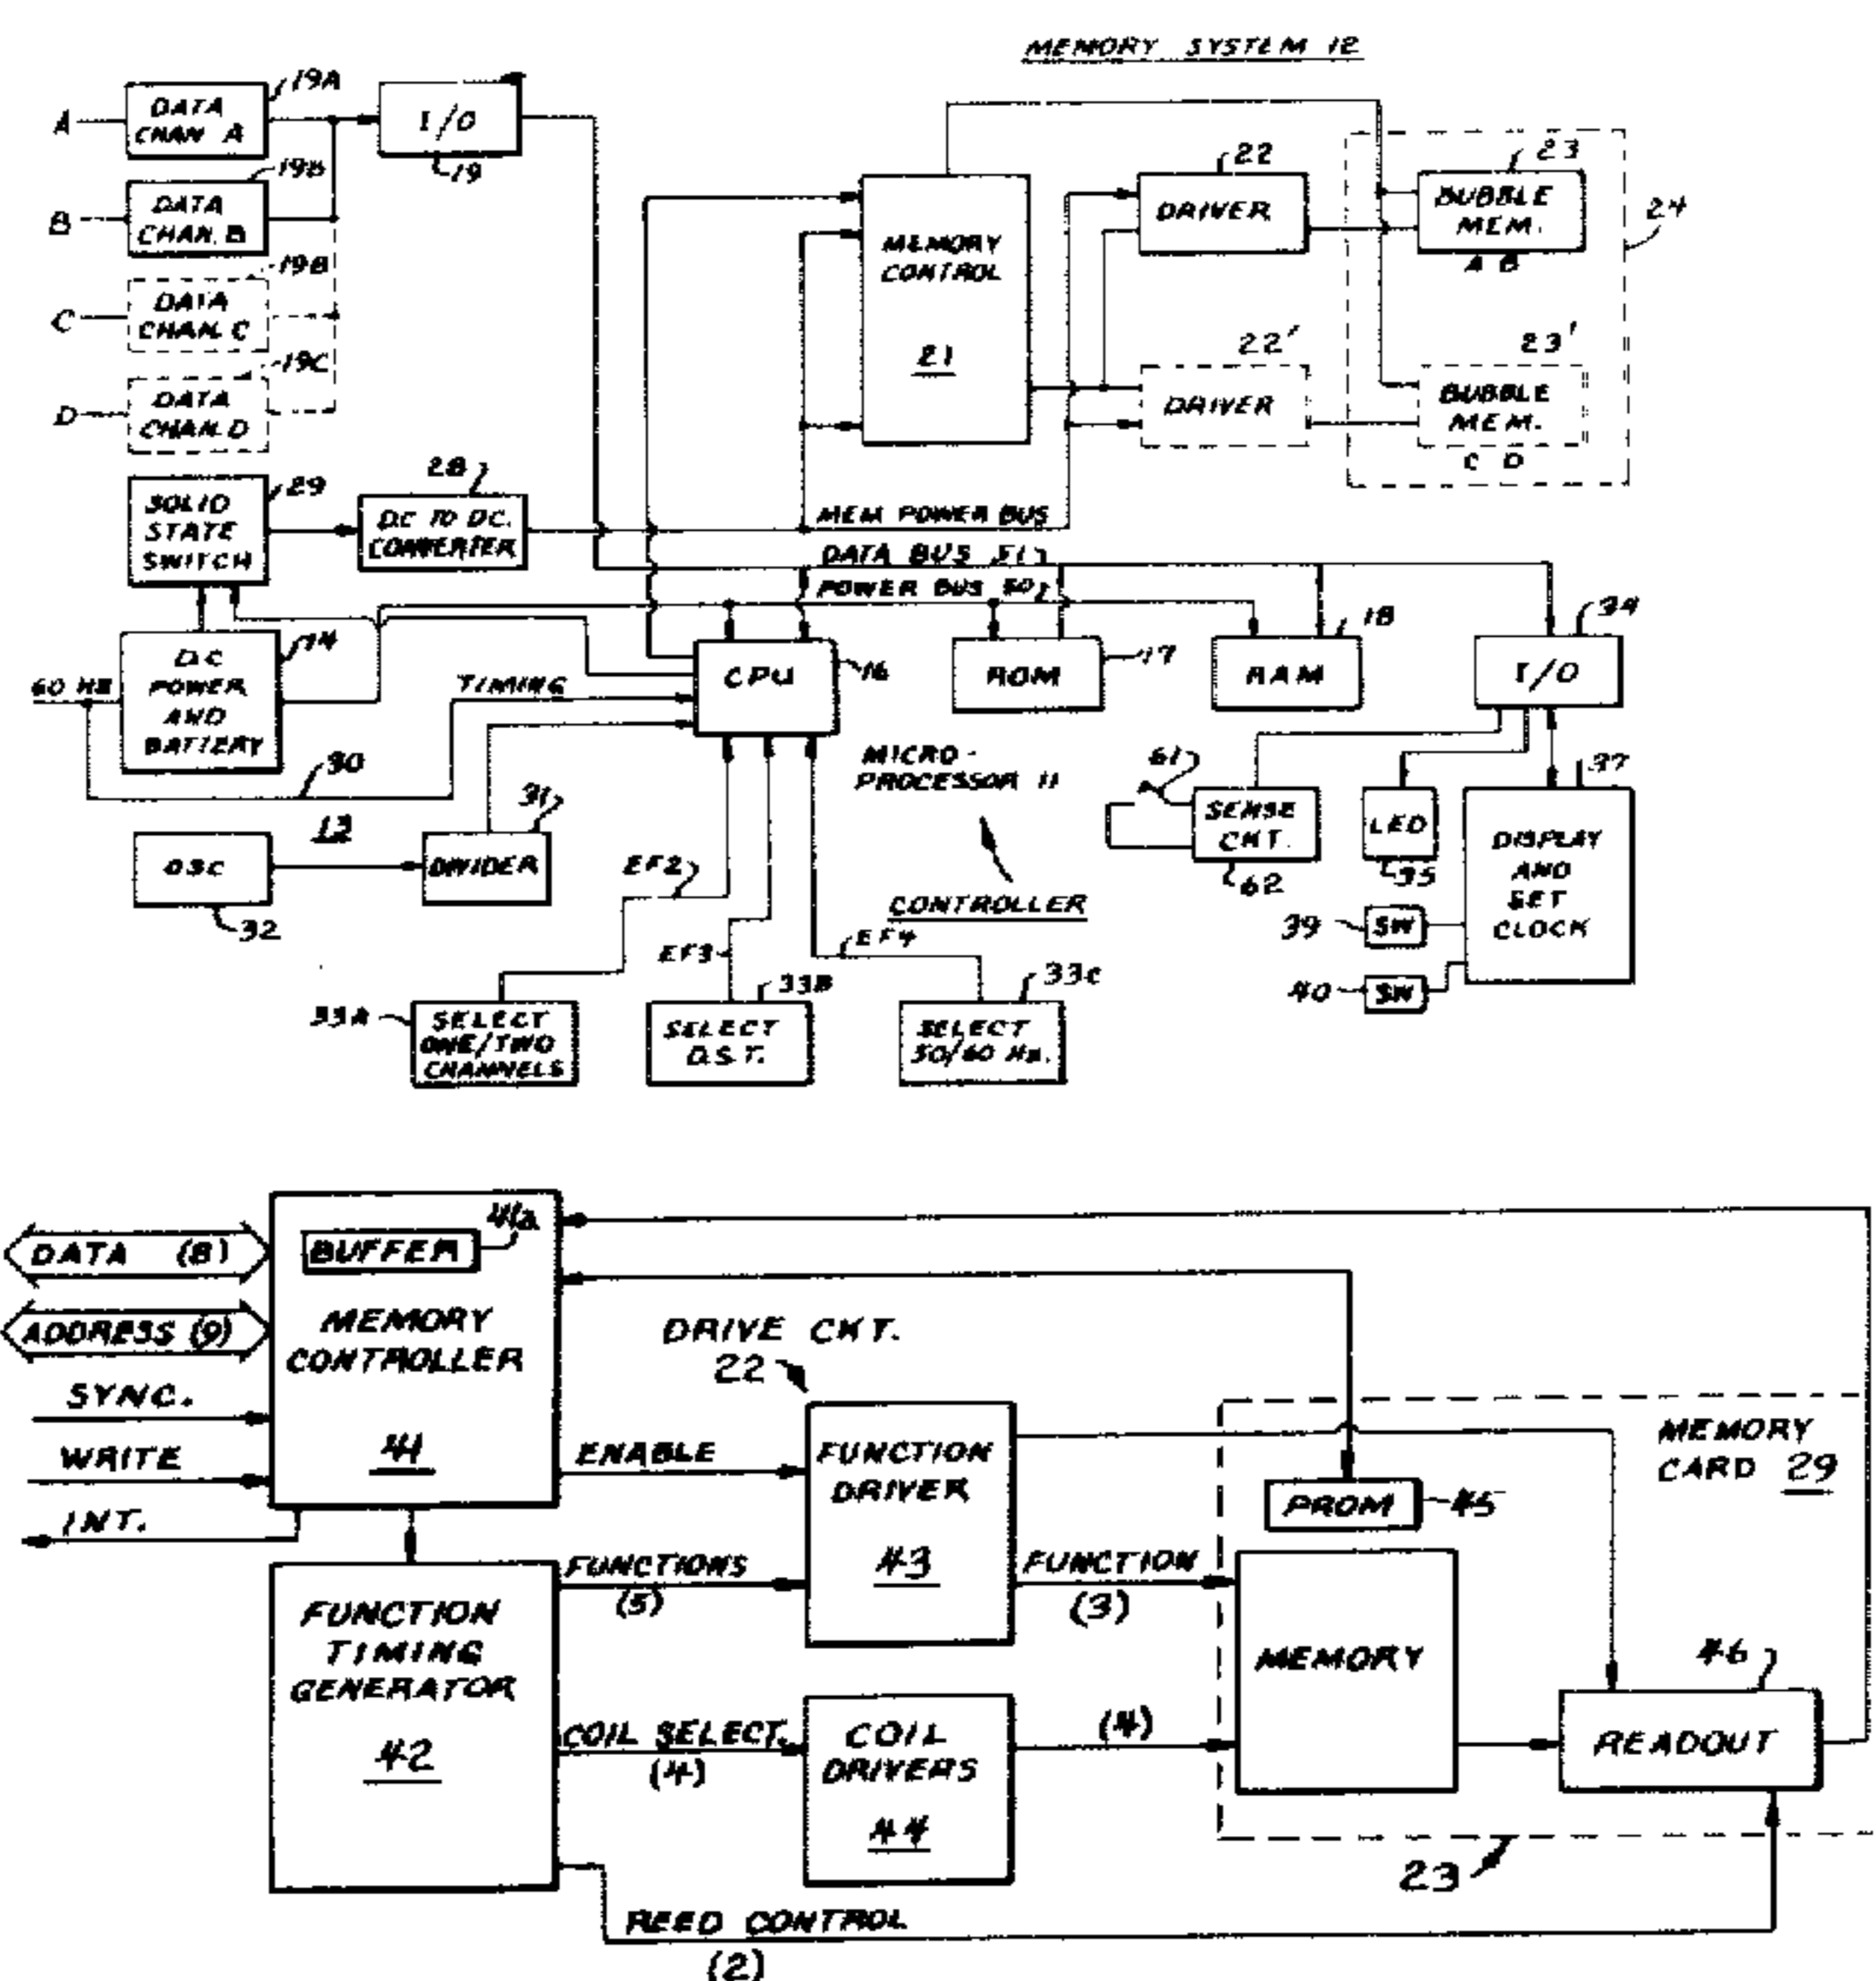 MEMORY SYSTEM 12
A
DATA
CHAN A
19A
I/O
19
B
DATA
CHAN. B
19B
C
DATA
CHAN. C
19B
D
DATA
CHAN. D
19C
MEMORY
CONTROL
21
DRIVER
22
BUBBLE
MEM.
A B
23
24
DRIVER
22'
BUBBLE
MEM.
C D
23'
SOLID
STATE
SWITCH
29
D.C TO D.C.
CONVERTER
28
MEM POWER BUS
DATA BUS 51
POWER BUS 50
60 HZ
D.C
POWER
AND
BATTERY
14
TIMING
CPU
16
ROM
17
RAM
18
I/O
34
30
13
OSC
32
DIVIDER
31
MICRO-
PROCESSOR 11
CONTROLLER
61
SENSE
CKT.
62
LED
35
DISPLAY
AND
SET
CLOCK
37
39
SW
40
SW
EF2
EF3
EF4
33A
SELECT
ONE/TWO
CHANNELS
33B
SELECT
D.S.T.
33C
SELECT
50/60 Hz.
DATA (8)
ADDRESS (9)
SYNC.
WRITE
INT.
BUFFER
41a
MEMORY
CONTROLLER
41
DRIVE CKT.
22
ENABLE
FUNCTION
DRIVER
43
MEMORY
CARD 29
PROM
45
FUNCTION
TIMING
GENERATOR
42
FUNCTIONS
(5)
FUNCTION
(3)
MEMORY
COIL SELECT.
(4)
COIL
DRIVERS
44
(4)
READOUT
46
23
REED CONTROL
(2)